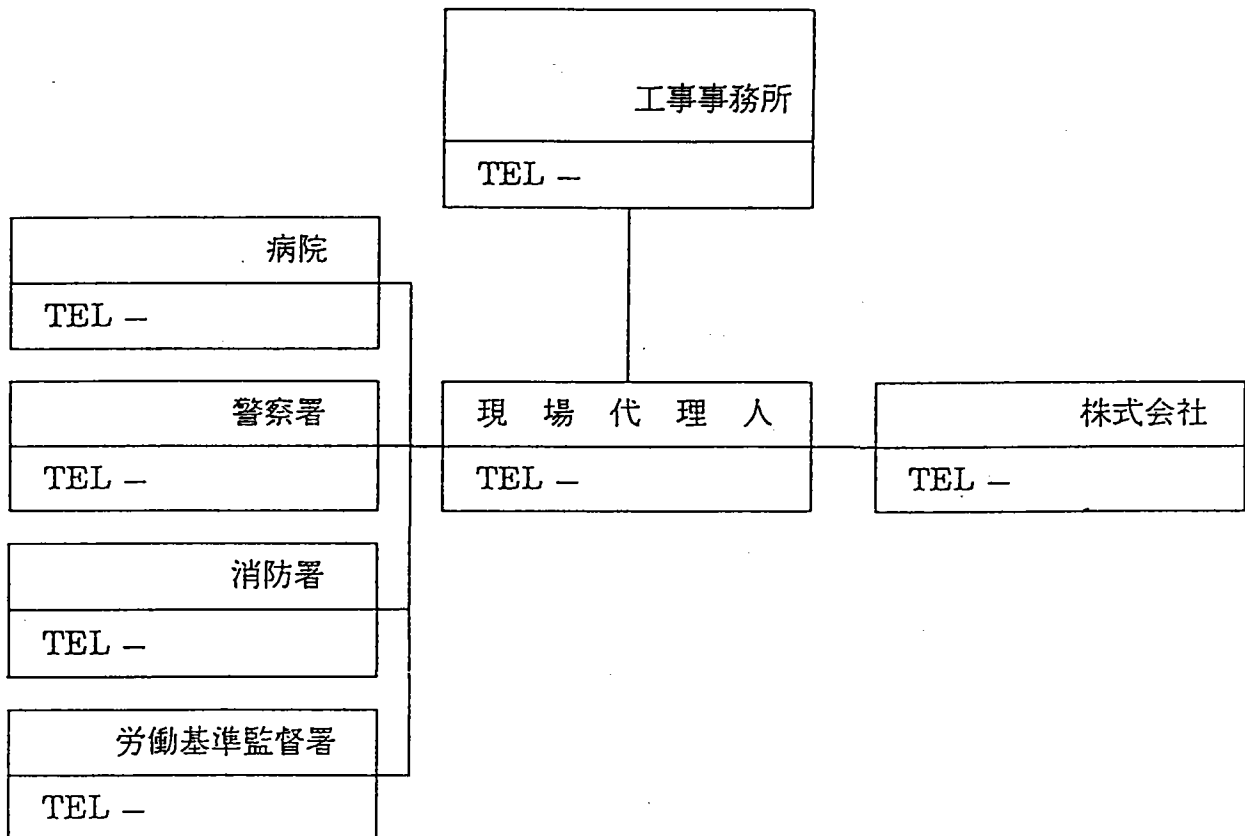 工事事務所
TEL –
病院
TEL –
警察署
TEL –
現場代理人
TEL –
株式会社
TEL –
消防署
TEL –
労働基準監督署
TEL –